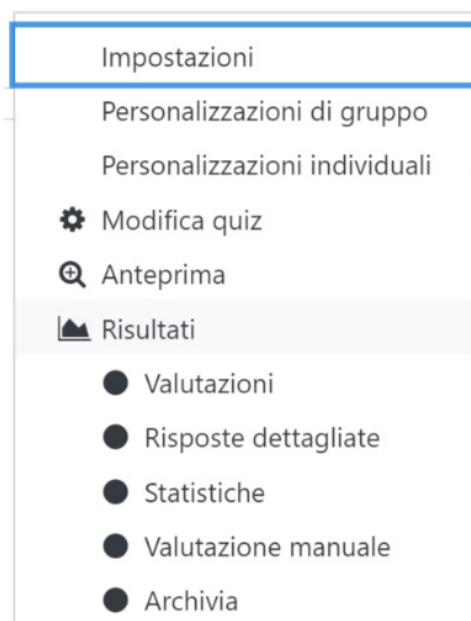 Impostazioni
Personalizzazioni di gruppo
Personalizzazioni individuali
Modifica quiz
Anteprima
Risultati
Valutazioni
Risposte dettagliate
Statistiche
Valutazione manuale
Archivia